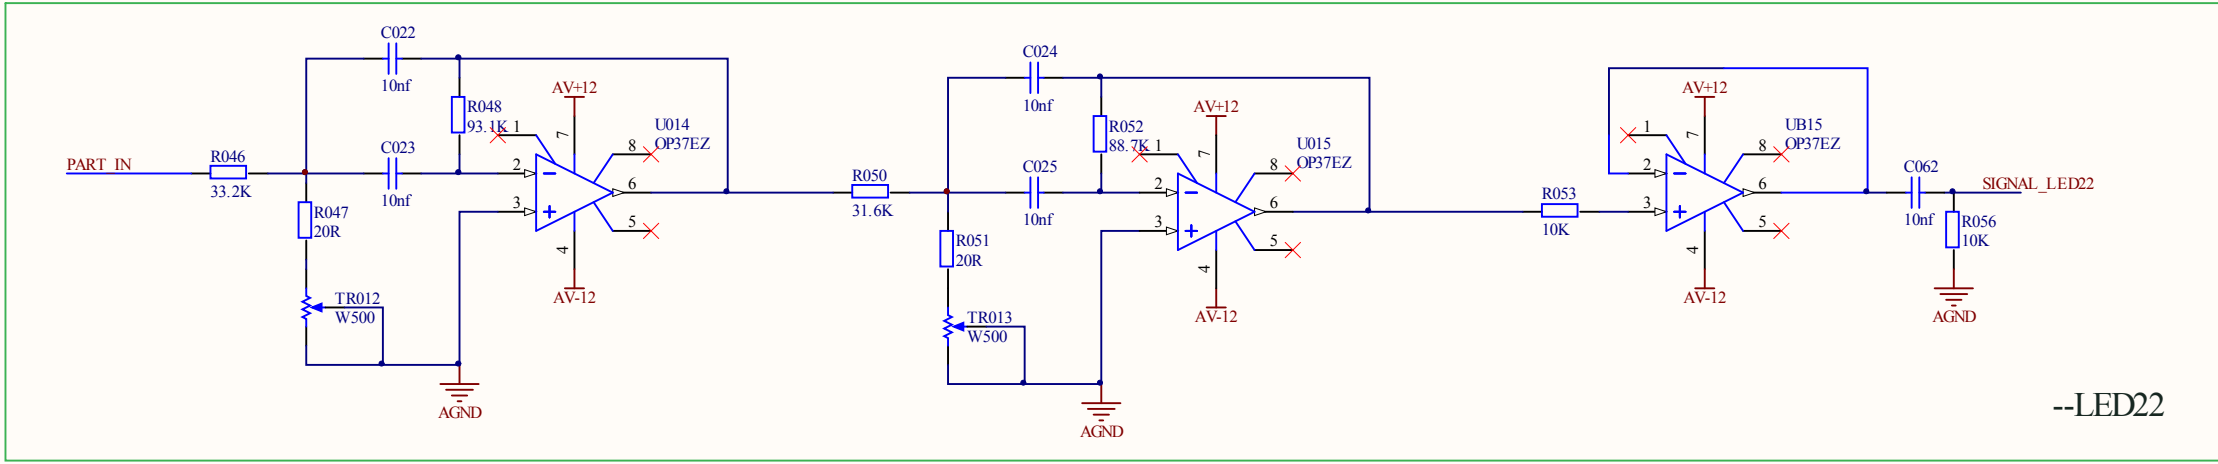 C022
10nf
R048
93.1K
AV+12
1
7
U014
OP37EZ
8
PART IN
R046
33.2K
C023
10nf
2
6
3
R047
20R
5
4
TR012
W500
AV-12
AGND
C024
10nf
R052
88.7K
AV+12
1
7
U015
OP37EZ
8
R050
31.6K
C025
10nf
2
6
3
R051
20R
5
4
TR013
W500
AV-12
AGND
AV+12
1
7
UB15
OP37EZ
8
2
6
R053
10K
3
5
4
AV-12
C062
10nf
SIGNAL_LED22
R056
10K
AGND
--LED22